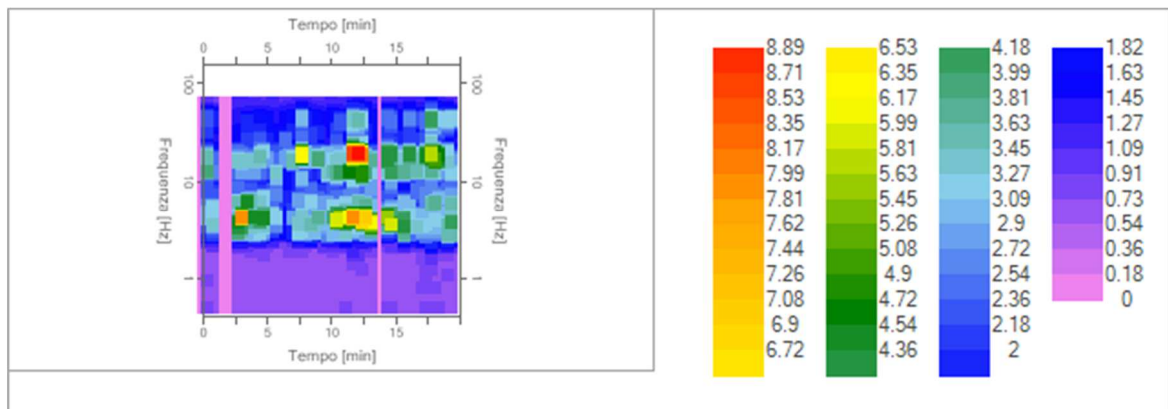 Tempo [min]
0 5 10 15
100 100
Frequenza [Hz] Frequenza [Hz]
10 10
1 1
0 5 10 15
Tempo [min]
8.89 6.53 4.18 1.82
8.71 6.35 3.99 1.63
8.53 6.17 3.81 1.45
8.35 5.99 3.63 1.27
8.17 5.81 3.45 1.09
7.99 5.63 3.27 0.91
7.81 5.45 3.09 0.73
7.62 5.26 2.9 0.54
7.44 5.08 2.72 0.36
7.26 4.9 2.54 0.18
7.08 4.72 2.36 0
6.9 4.54 2.18
6.72 4.36 2